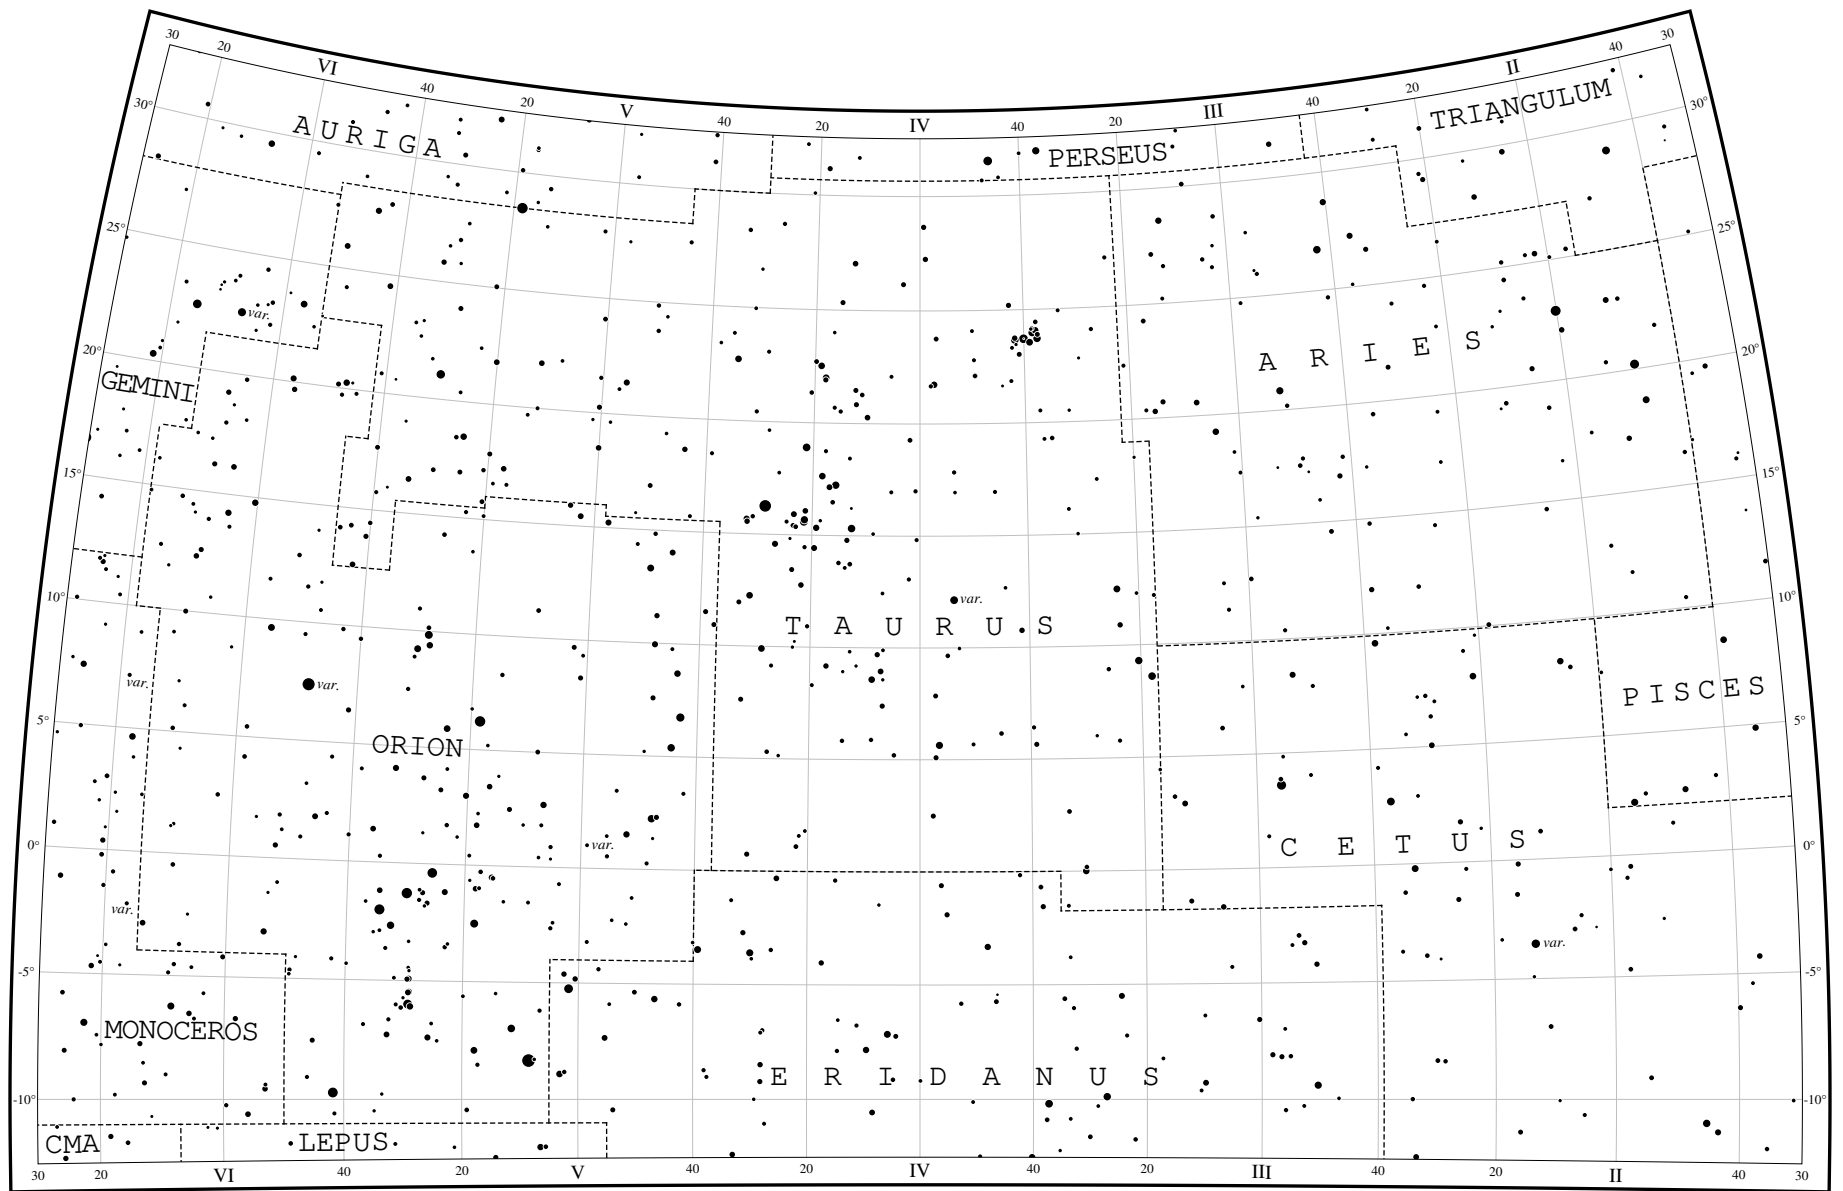 30 20 VI 40 20 V 40 20 IV 40 20 III 40 20 II 40 30
30° AURIGA PERSEUS TRIANGULUM 30°
25° 25°
var.
20° ARIES 20°
GEMINI
15° 15°
10° var. 10°
TAURUS
var. var. PISCES
5° ORION 5°
0° var. CETUS 0°
var. var.
-5° -5°
MONOCEROS
ERIDANUS
-10° -10°
CMA LEPUS
30 20 VI 40 20 V 40 20 IV 40 20 III 40 20 II 40 30